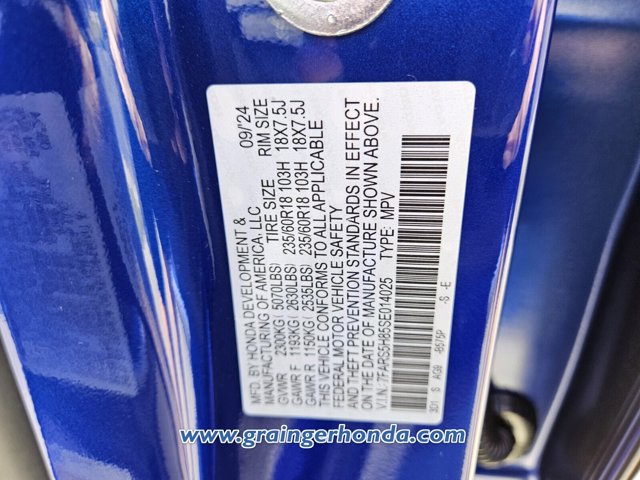 MFD. BY HONDA DEVELOPMENT & 09/'24
MANUFACTURING OF AMERICA, LLC
TIRE SIZE RIM SIZE
GVWR 2300KG( 5070LBS) 235/60R18 103H 18X7.5J
GAWR F 1193KG( 2630LBS) 235/60R18 103H 18X7.5J
GAWR R 1150KG( 2535LBS)
THIS VEHICLE CONFORMS TO ALL APPLICABLE
FEDERAL MOTOR VEHICLE SAFETY
AND THEFT PREVENTION STANDARDS IN EFFECT
ON THE DATE OF MANUFACTURE SHOWN ABOVE.
V.I.N.: 7FARS5H85SE014025 TYPE: MPV
-S -E
www.graingerhonda.com